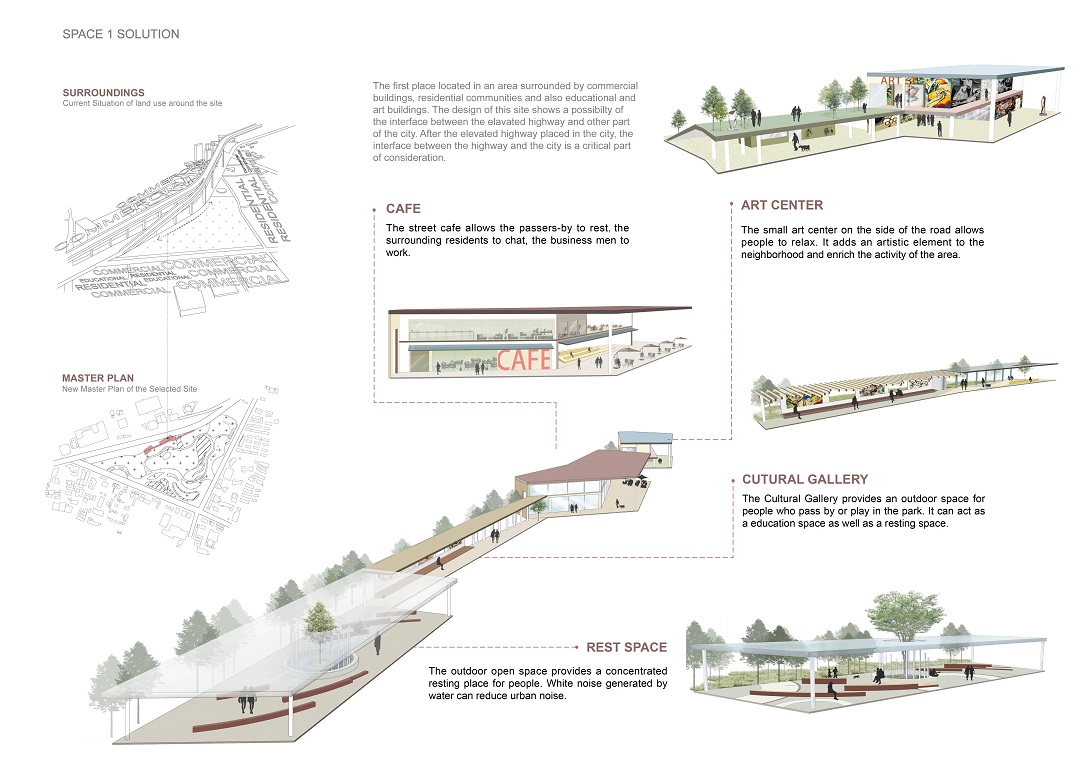 SPACE 1 SOLUTION
SURROUNDINGS
Current Situation of land use around the site
The first place located in an area surrounded by commercial
buildings, residential communities and also educational and
art buildings. The design of this site shows a possibilty of
the interface between the elavated highway and other part
of the city. After the elevated highway placed in the city, the
interface between the highway and the city is a critical part
of consideration.
ART
COMMERCIAL
COMMERCIAL
RESIDENTIAL
RESIDENTIAL
COMMERCIAL
COMMERCIAL
EDUCATIONAL
RESIDENTIAL
EDUCATIONAL
COMMERCIAL
RESIDENTIAL
COMMERCIAL
COMMERCIAL
CAFE
The street cafe allows the passers-by to rest, the
surrounding residents to chat, the business men to
work.
CAFE
ART CENTER
The small art center on the side of the road allows
people to relax. It adds an artistic element to the
neighborhood and enrich the activity of the area.
MASTER PLAN
New Master Plan of the Selected Site
CUTURAL GALLERY
The Cultural Gallery provides an outdoor space for
people who pass by or play in the park. It can act as
a education space as well as a resting space.
REST SPACE
The outdoor open space provides a concentrated
resting place for people. White noise generated by
water can reduce urban noise.